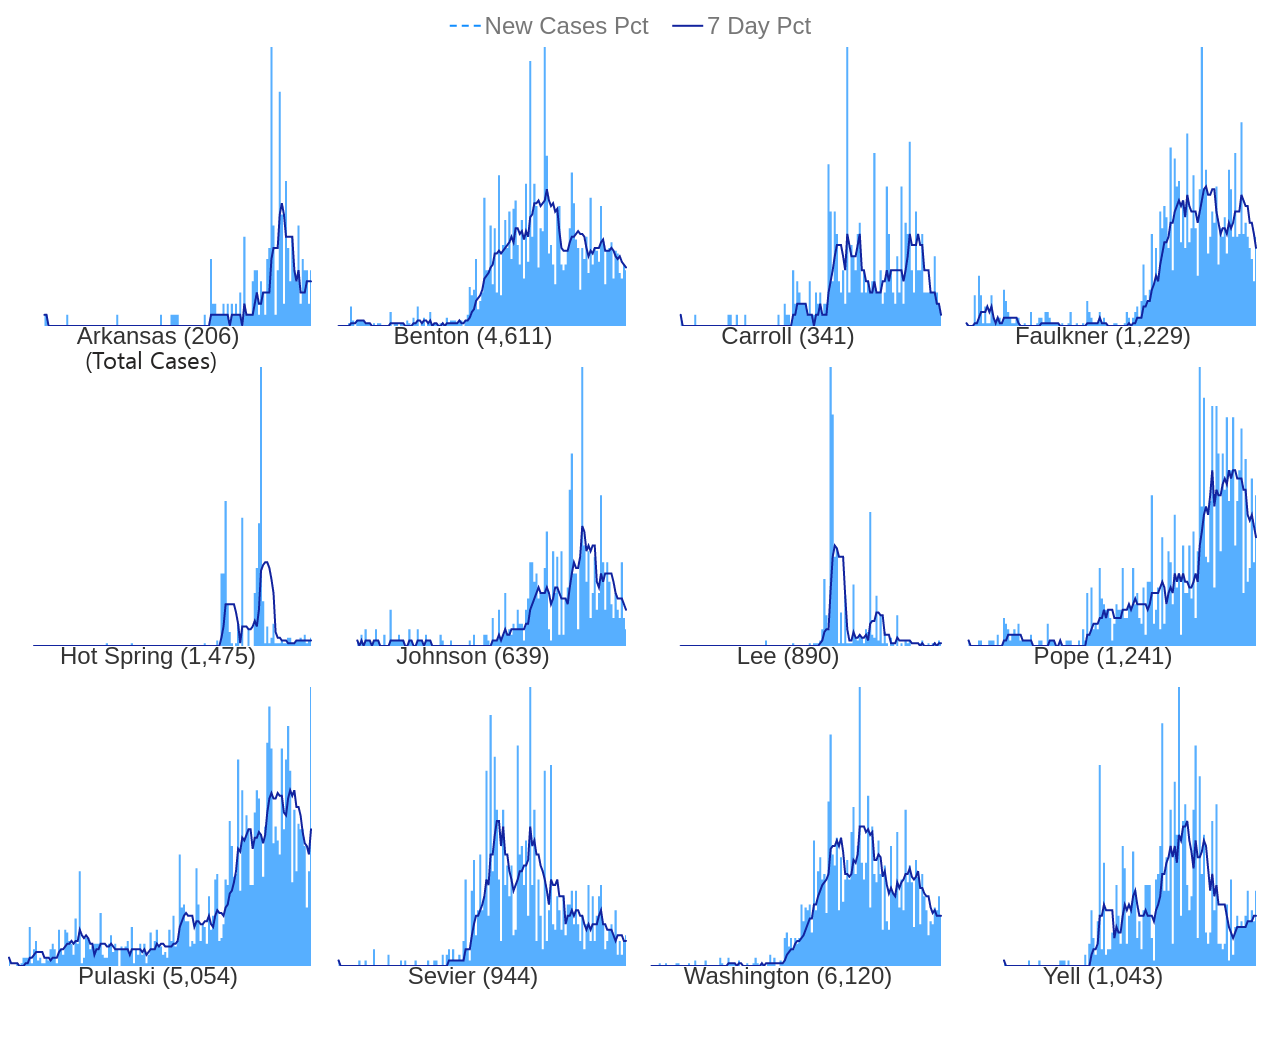 New Cases Pct 7 Day Pct
Arkansas (206) Benton (4,611) Carroll (341) Faulkner (1,229)
(Total Cases)
Hot Spring (1,475) Johnson (639) Lee (890) Pope (1,241)
Pulaski (5,054) Sevier (944) Washington (6,120) Yell (1,043)